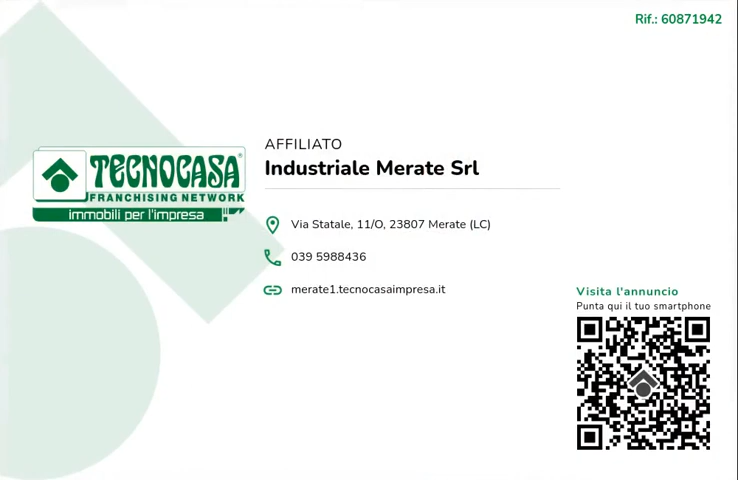 Rif.: 60871942
TECNOCASA®
FRANCHISING NETWORK
immobili per l'impresa
AFFILIATO
Industriale Merate Srl
Via Statale, 11/O, 23807 Merate (LC)
039 5988436
merate1.tecnocasaimpresa.it
Visita l'annuncio
Punta qui il tuo smartphone